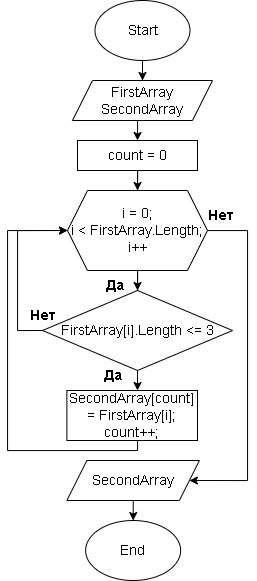 Start
FirstArray
SecondArray
count = 0
i = 0;
i < FirstArray.Length;
i++
Нет
Да
Нет
FirstArray[i].Length <= 3
Да
SecondArray[count]
= FirstArray[i];
count++;
SecondArray
End